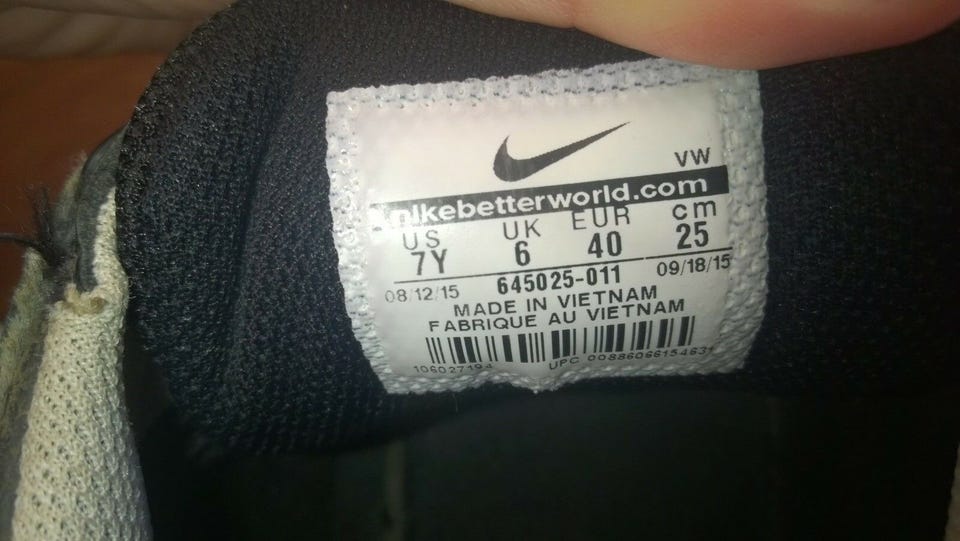 VW
nikebetterworld.com
US UK EUR cm
7Y 6 40 25
08/12/15 645025-011 09/18/15
MADE IN VIETNAM
FABRIQUE AU VIETNAM
UPC